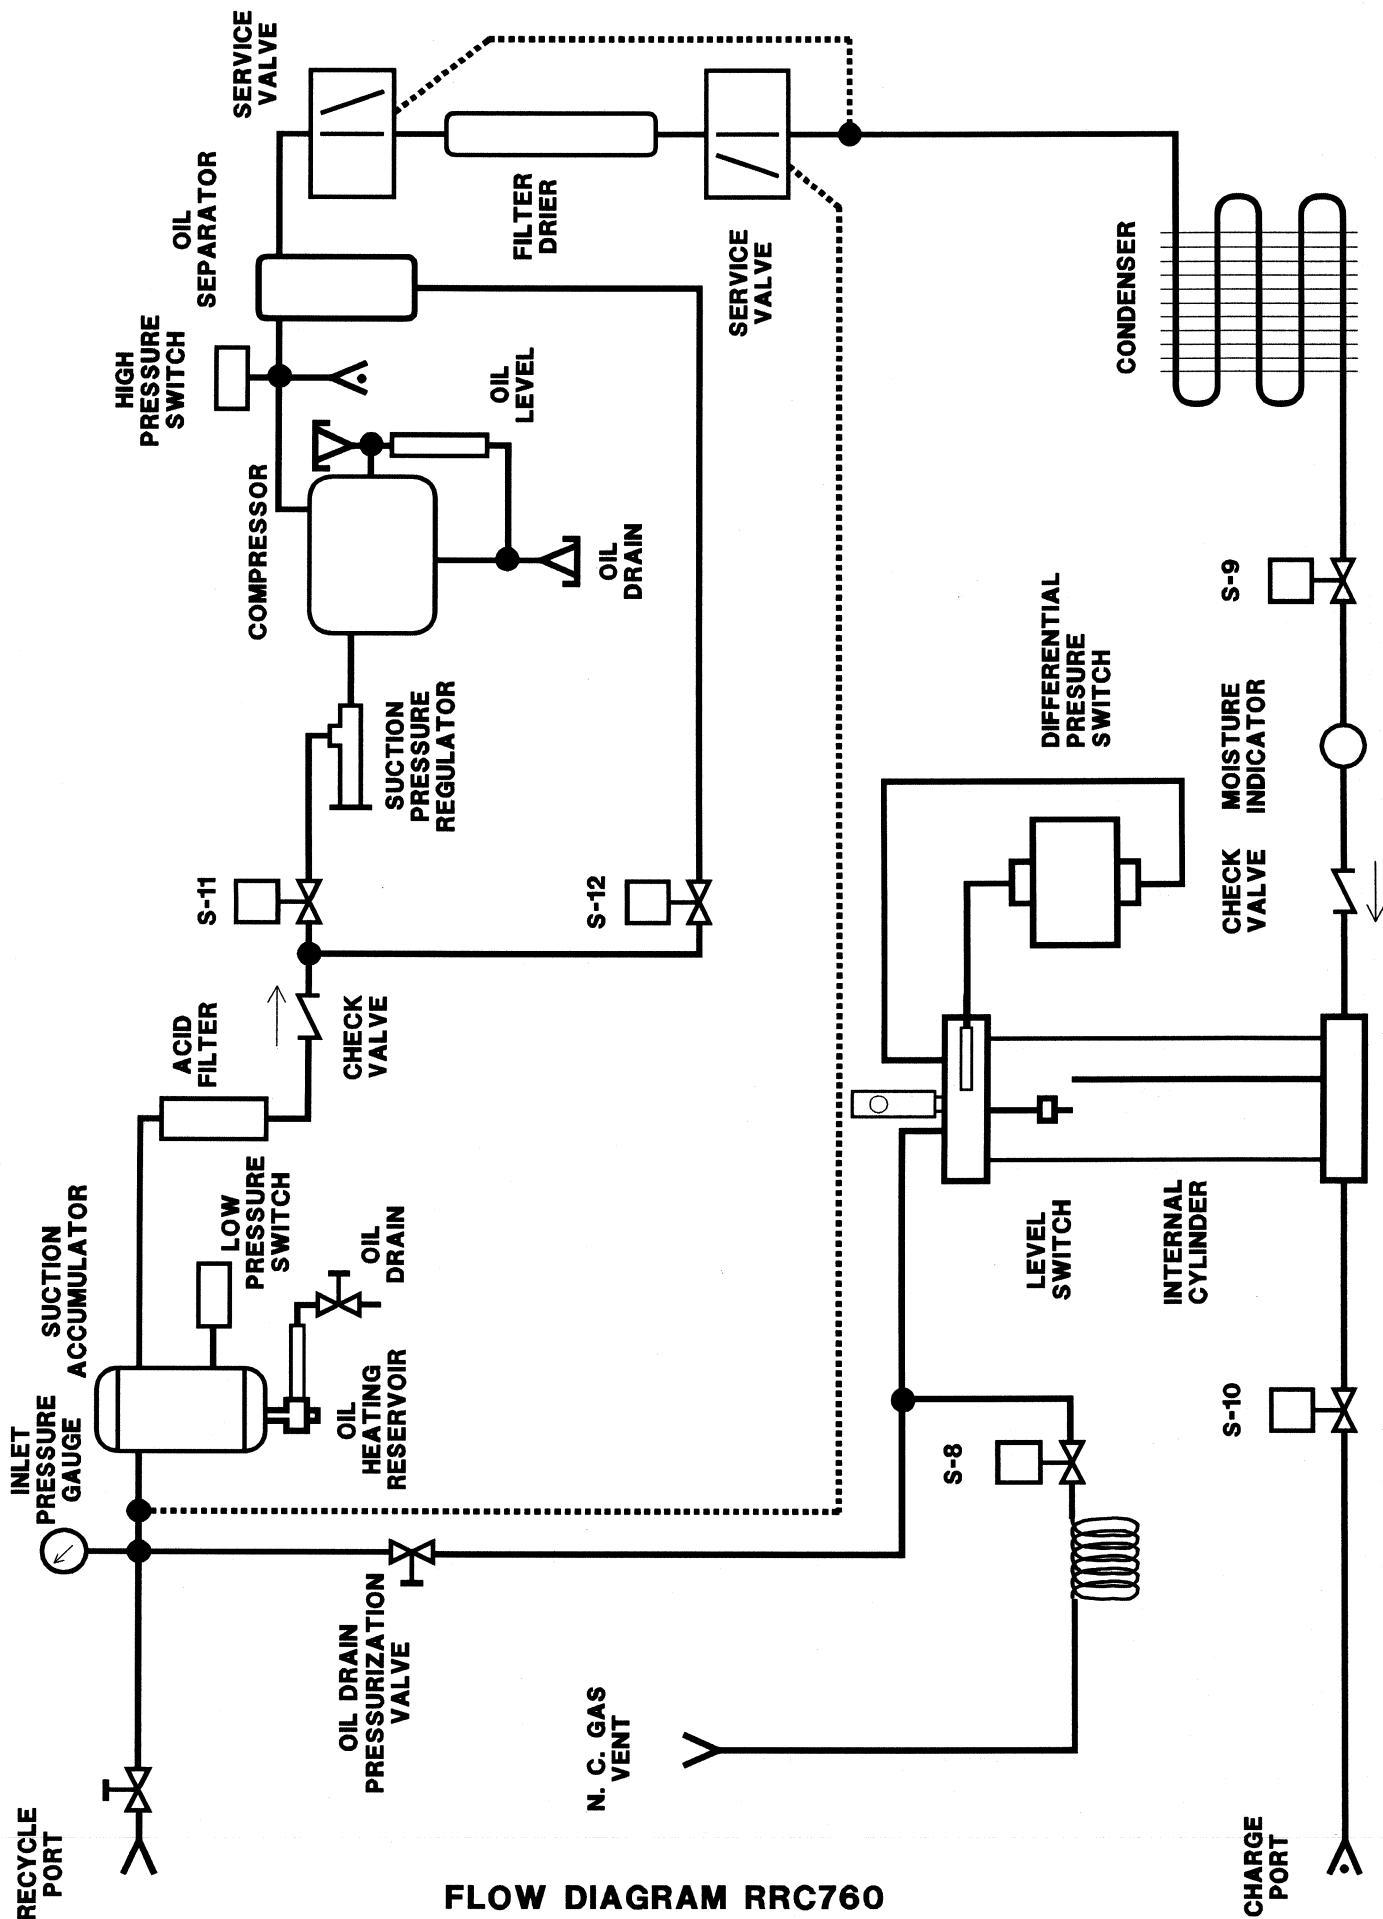 SERVICE
VALVE
OIL
SEPARATOR
HIGH
PRESSURE
SWITCH
FILTER
DRIER
SERVICE
VALVE
CONDENSER
OIL
LEVEL
COMPRESSOR
OIL
DRAIN
SUCTION
PRESSURE
REGULATOR
S-9
DIFFERENTIAL
PRESURE
SWITCH
MOISTURE
INDICATOR
CHECK
VALVE
S-11
S-12
ACID
FILTER
CHECK
VALVE
SUCTION
ACCUMULATOR
LOW
PRESSURE
SWITCH
OIL
DRAIN
LEVEL
SWITCH
INTERNAL
CYLINDER
INLET
PRESSURE
GAUGE
OIL
HEATING
RESERVOIR
S-8
S-10
OIL DRAIN
PRESSURIZATION
VALVE
N. C. GAS
VENT
RECYCLE
PORT
CHARGE
PORT
FLOW DIAGRAM RRC760